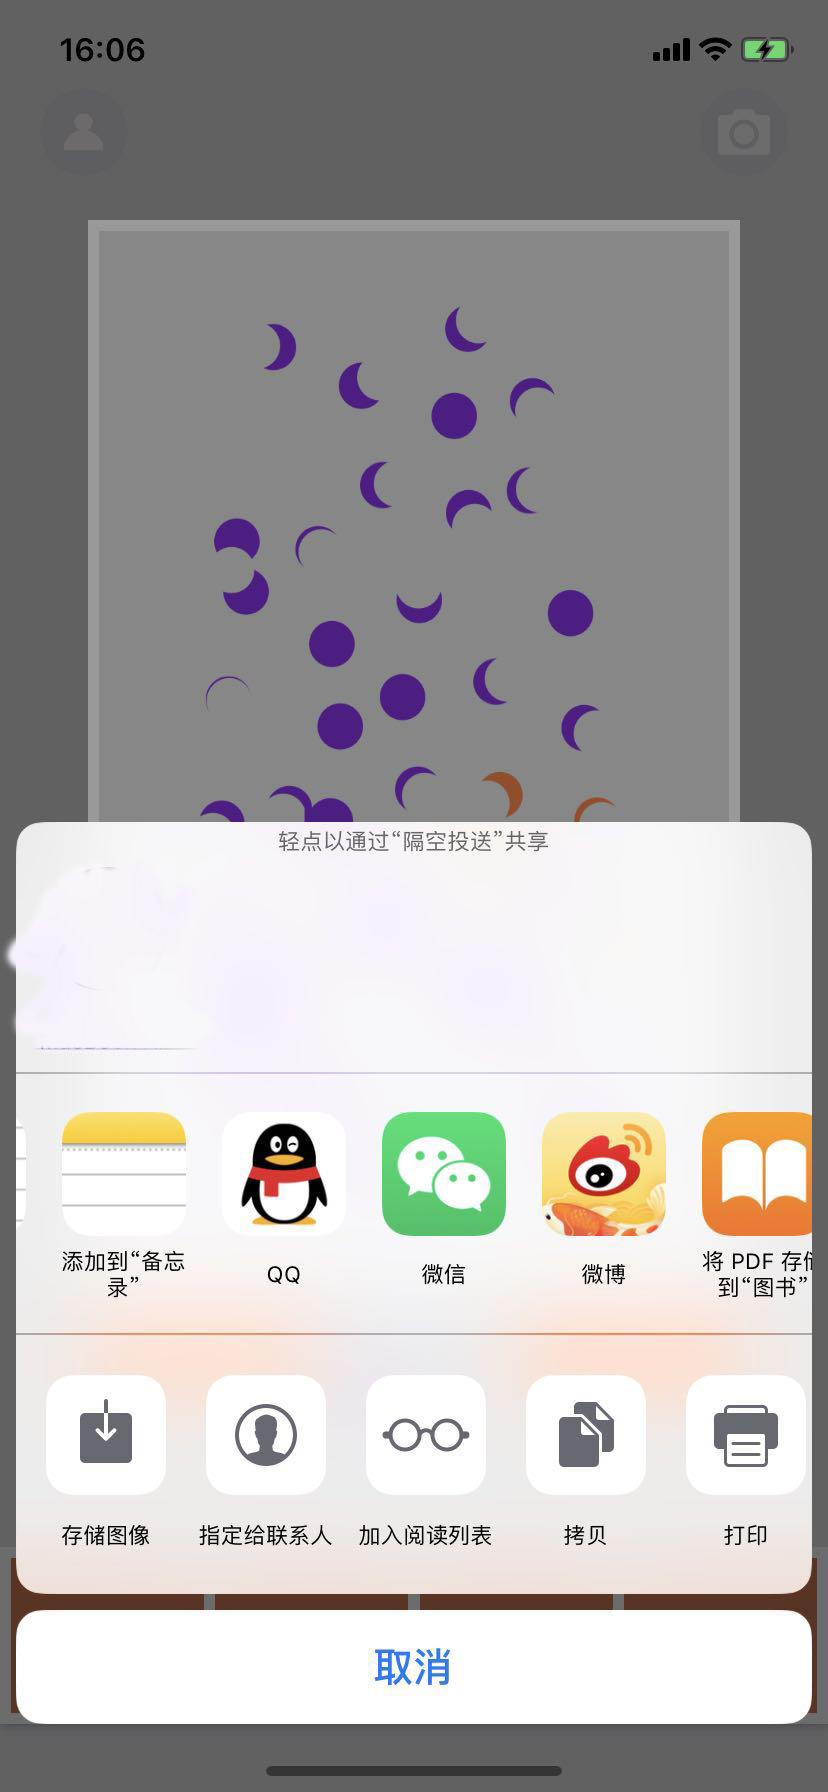 16:06
轻点以通过“隔空投送”共享
添加到“备忘
录”
QQ
微信
微博
将 PDF 存
到“图书”
存储图像
指定给联系人
加入阅读列表
拷贝
打印
取消